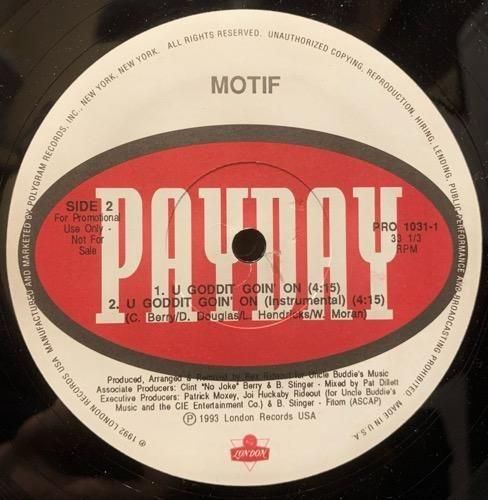 MOTIF
PAYDAY
SIDE 2
For Promotional
Use Only -
Not For
Sale
PRO 1031-1
33 1/3
RPM
1. U GODDIT GOIN' ON (4:15)
2. U GODDIT GOIN' ON (Instrumental) (4:15)
(C. Berry/D. Douglas/L. Hendricks/W. Moran)
Produced, Arranged & Remixed by Rex Rideout for Uncle Buddie's Music
Associate Producers: Clint "No Joke" Berry & B. Stinger - Mixed by Pat Dillett
Executive Producers: Patrick Moxey, Joi Huckaby Rideout (for Uncle Buddie's
Music and the CIE Entertainment Co.) & B. Stinger - Fitom (ASCAP)
Ⓟ 1993 London Records USA
LONDON
℗ 1992 LONDON RECORDS USA MANUFACTURED AND MARKETED BY POLYGRAM RECORDS, INC., NEW YORK, NEW YORK. ALL RIGHTS RESERVED. UNAUTHORIZED COPYING, REPRODUCTION, HIRING, LENDING, PUBLIC PERFORMANCE AND BROADCASTING PROHIBITED. MADE IN U.S.A.